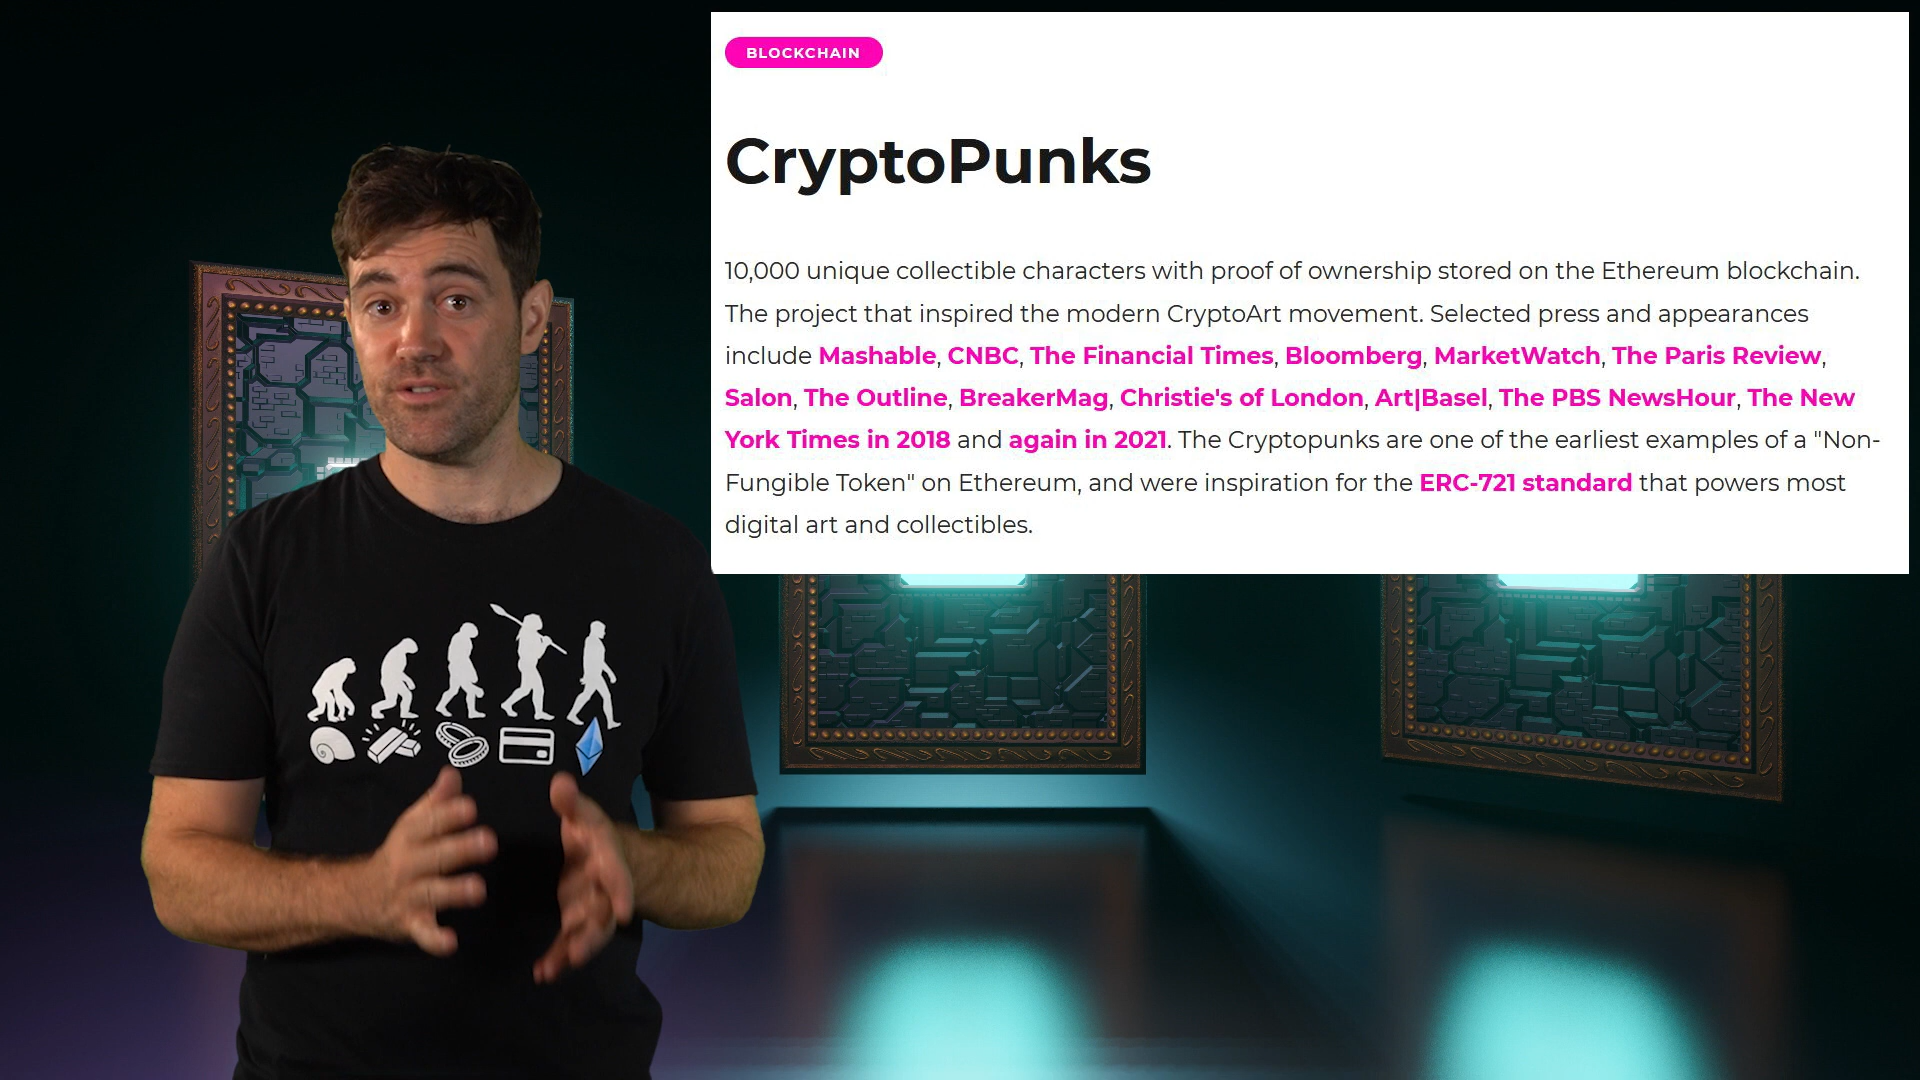 BLOCKCHAIN
CryptoPunks
10,000 unique collectible characters with proof of ownership stored on the Ethereum blockchain.
The project that inspired the modern CryptoArt movement. Selected press and appearances
include Mashable, CNBC, The Financial Times, Bloomberg, MarketWatch, The Paris Review,
Salon, The Outline, BreakerMag, Christie's of London, Art|Basel, The PBS NewsHour, The New
York Times in 2018 and again in 2021. The Cryptopunks are one of the earliest examples of a "Non-
Fungible Token" on Ethereum, and were inspiration for the ERC-721 standard that powers most
digital art and collectibles.